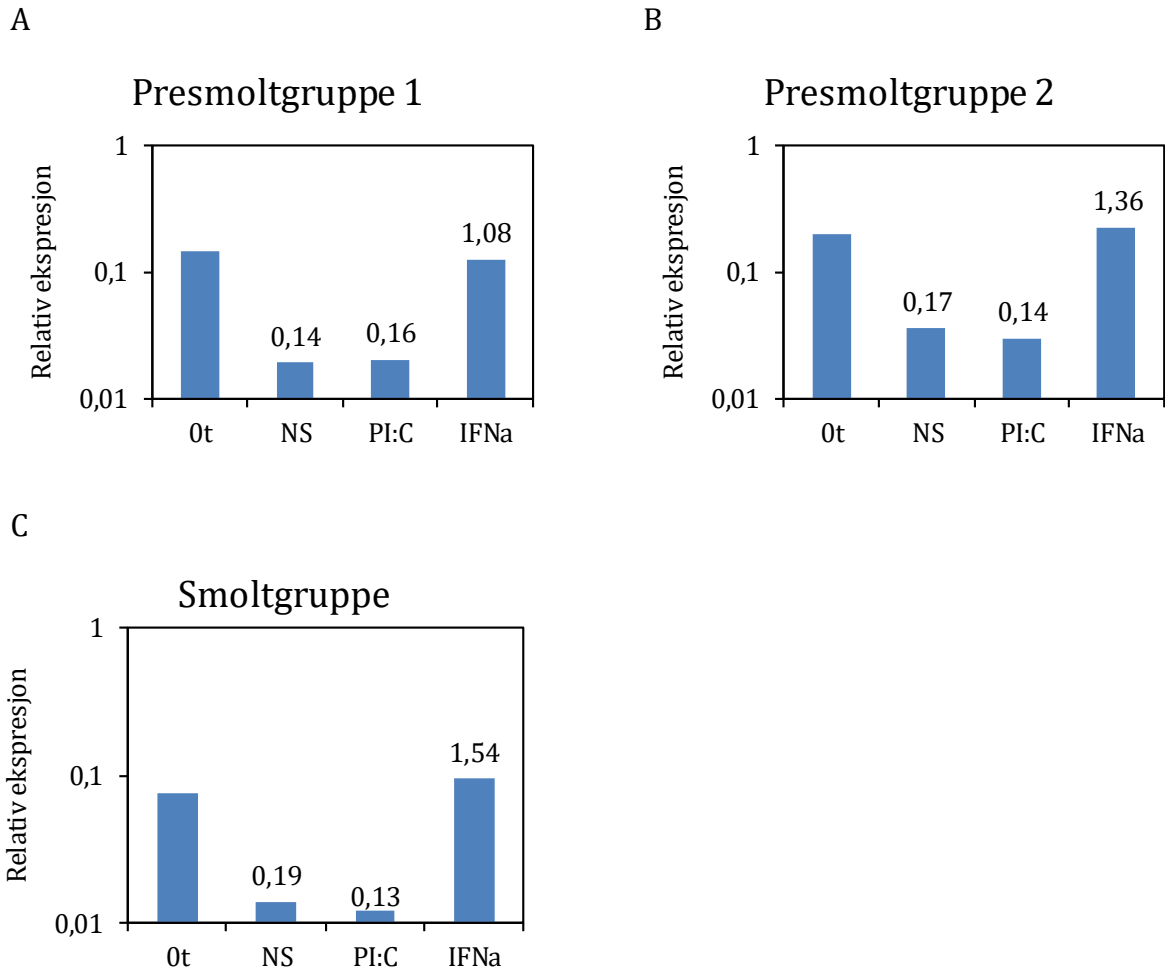 A
Presmoltgruppe 1
Relativ ekspresjon
1
0,1
0,01
0,14
0,16
1,08
0t NS PI:C IFNa
B
Presmoltgruppe 2
Relativ ekspresjon
1
0,1
0,01
0,17
0,14
1,36
0t NS PI:C IFNa
C
Smoltgruppe
Relativ ekspresjon
1
0,1
0,01
0,19
0,13
1,54
0t NS PI:C IFNa